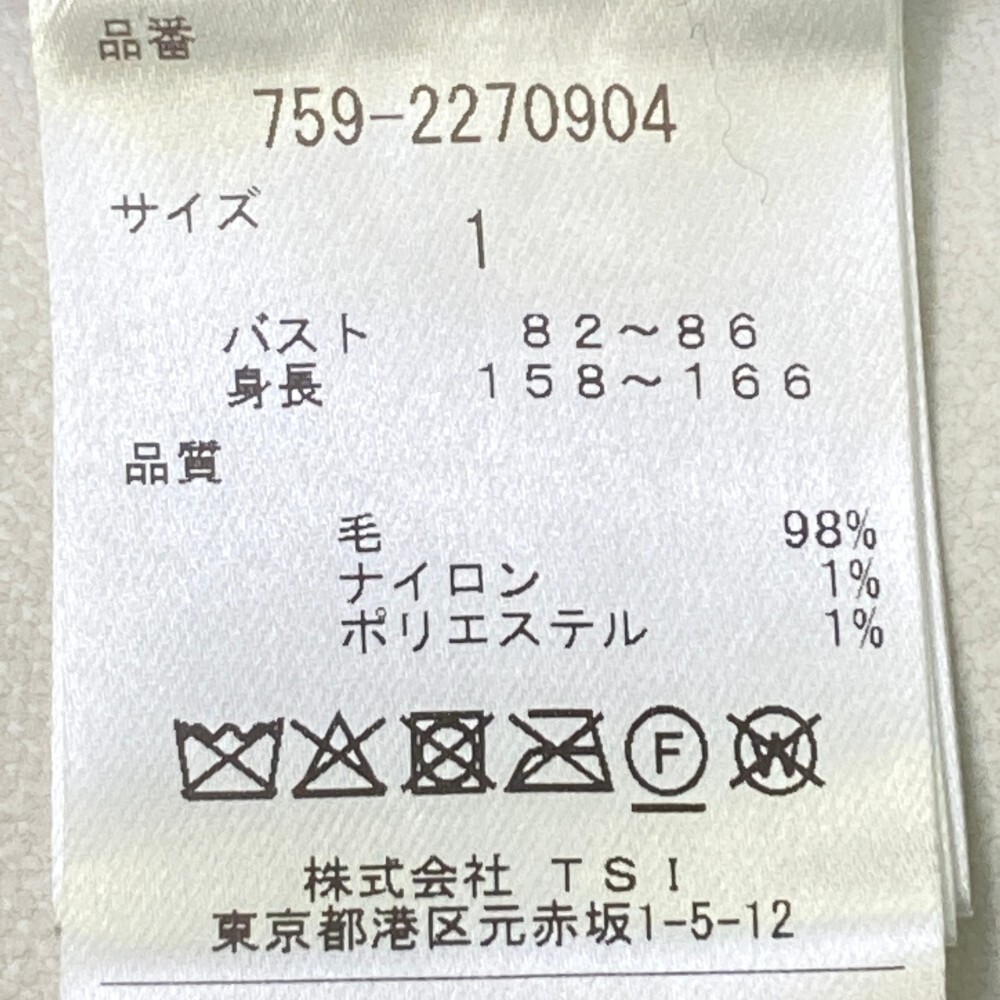 品番
759-2270904
サイズ 1
バスト 82～86
身長 158～166
品質
毛 98%
ナイロン 1%
ポリエステル 1%
F W
株式会社 TSI
東京都港区元赤坂1-5-12